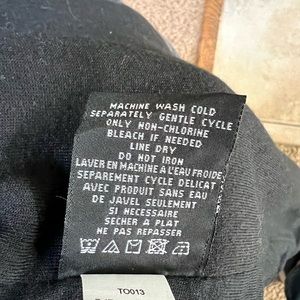 MACHINE WASH COLD
SEPARATELY GENTLE CYCLE
ONLY NON-CHLORINE
BLEACH IF NEEDED
LINE DRY
DO NOT IRON
LAVER EN MACHINE À L'EAU FROIDE
SEPAREMENT CYCLE DELICAT
AVEC PRODUIT SANS EAU
DE JAVEL SEULEMENT
SI NECESSAIRE
SECHER A PLAT
NE PAS REPASSER
TO013